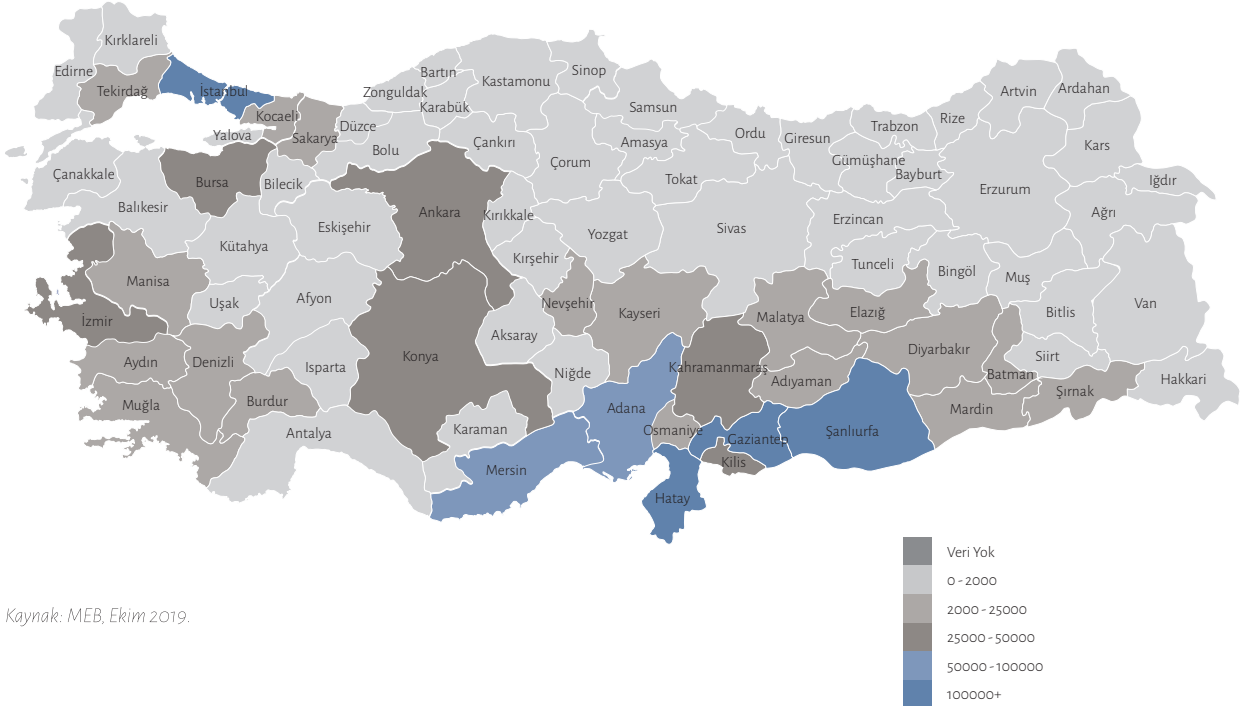 Kırklareli
Edirne
Tekirdağ
İstanbul
Kocaeli
Yalova
Sakarya
Düzce
Zonguldak
Bartın
Karabük
Kastamonu
Sinop
Samsun
Bolu
Çankırı
Çorum
Amasya
Tokat
Ordu
Giresun
Trabzon
Rize
Artvin
Ardahan
Kars
Gümüşhane
Bayburt
Erzurum
Iğdır
Ağrı
Çanakkale
Balıkesir
Bursa
Bilecik
Eskişehir
Kütahya
Ankara
Kırıkkale
Kırşehir
Yozgat
Sivas
Erzincan
Tunceli
Bingöl
Muş
Bitlis
Van
Manisa
İzmir
Uşak
Afyon
Konya
Aksaray
Nevşehir
Kayseri
Malatya
Elazığ
Diyarbakır
Batman
Siirt
Şırnak
Hakkari
Aydın
Denizli
Isparta
Burdur
Muğla
Antalya
Karaman
Niğde
Mersin
Adana
Kahramanmaraş
Osmaniye
Adıyaman
Gaziantep
Kilis
Hatay
Şanlıurfa
Mardin
Veri Yok
0 - 2000
2000 - 25000
25000 - 50000
50000 - 100000
100000+
Kaynak: MEB, Ekim 2019.